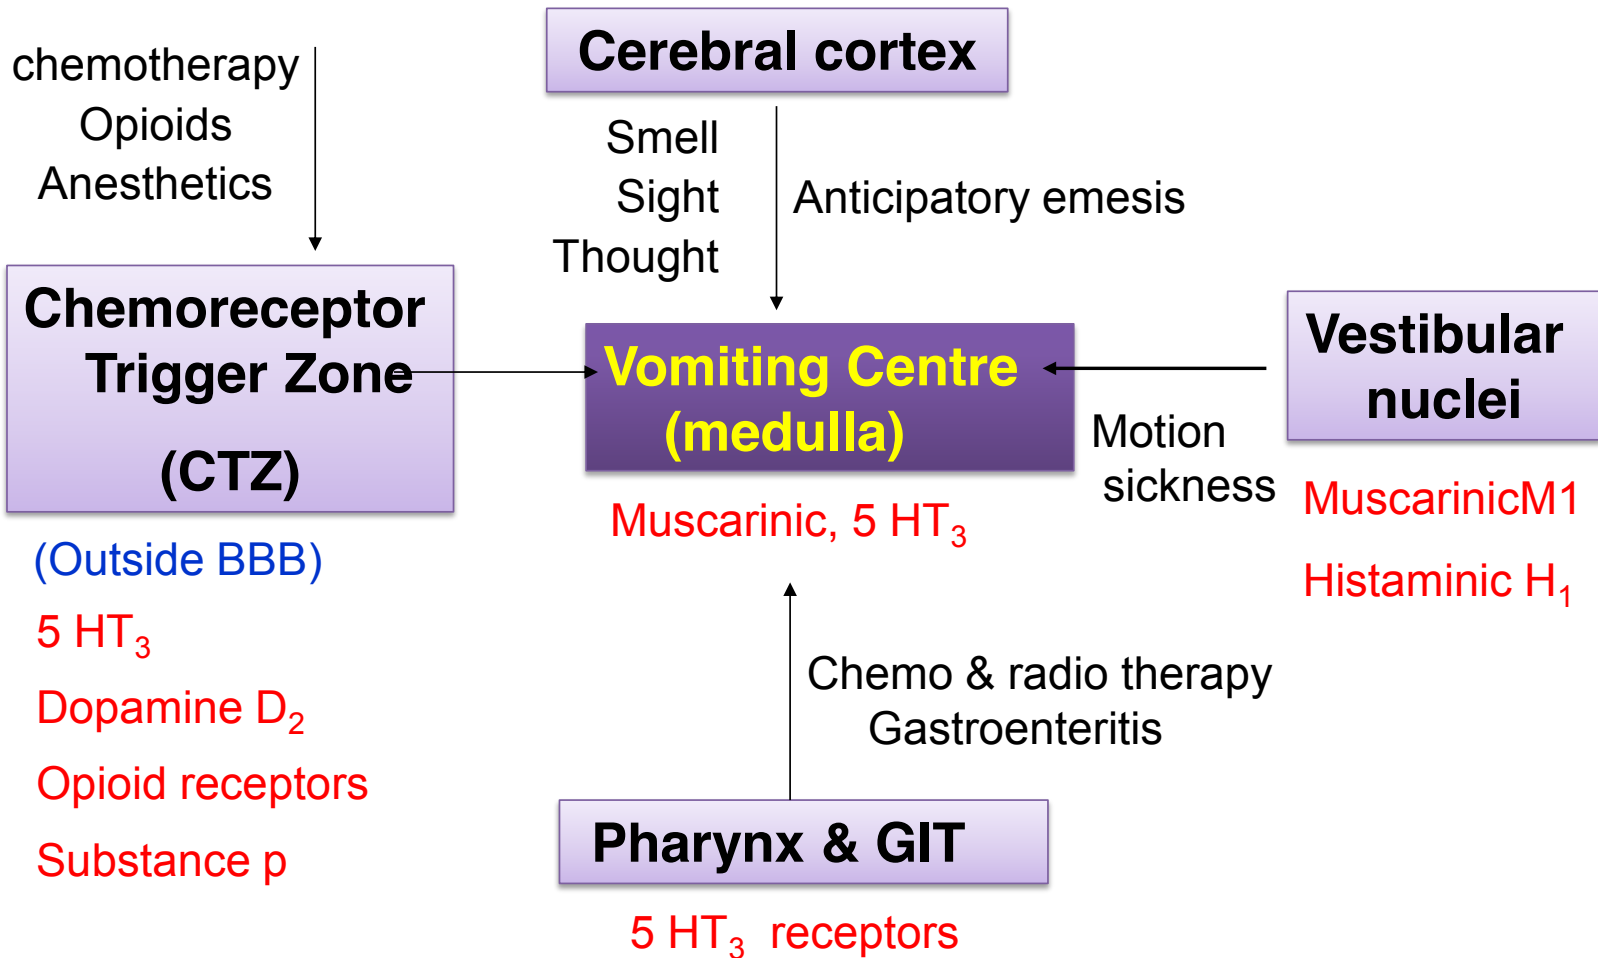 chemotherapy
Opioids
Anesthetics
Cerebral cortex
Smell
Sight
Thought
Anticipatory emesis
Chemoreceptor
Trigger Zone
(CTZ)
Vomiting Centre
(medulla)
Vestibular
nuclei
Motion
sickness
(Outside BBB)
5 HT₃
Dopamine D₂
Opioid receptors
Substance p
Muscarinic, 5 HT₃
MuscarinicM1
Histaminic H₁
Chemo & radio therapy
Gastroenteritis
Pharynx & GIT
5 HT₃ receptors